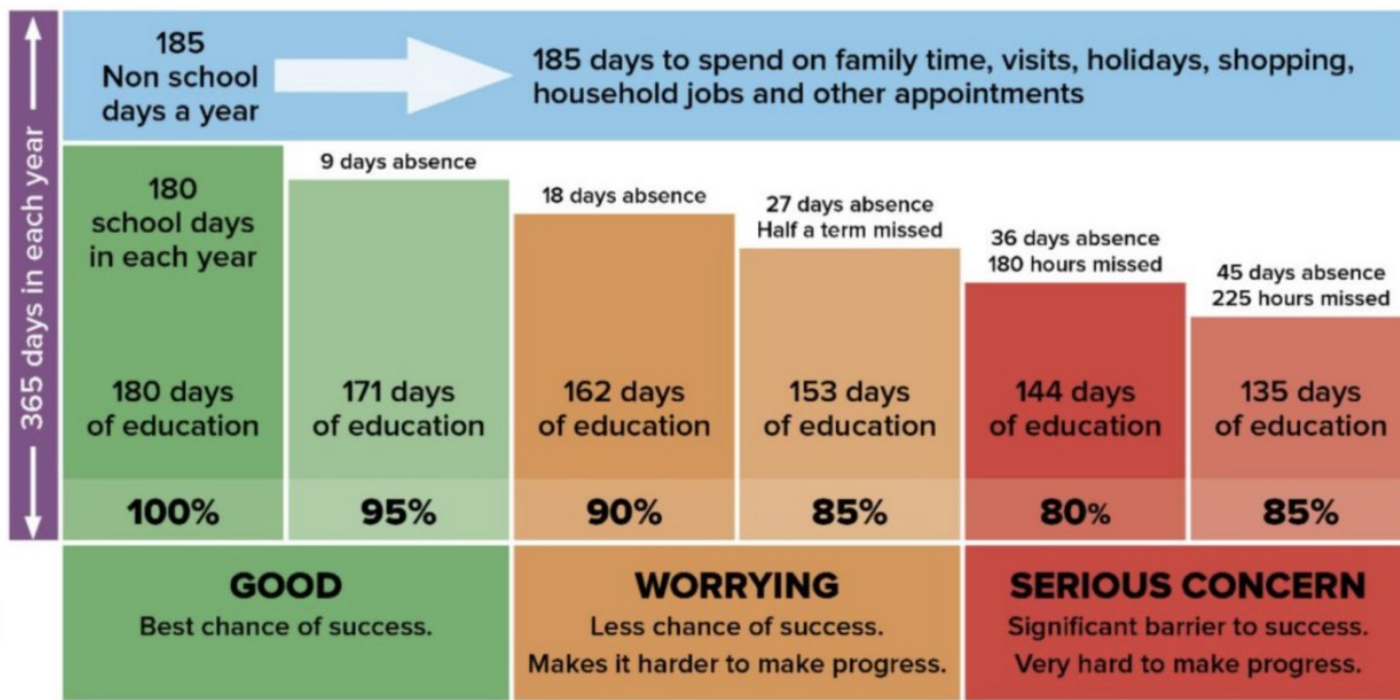 365 days in each year
185
Non school
days a year
185 days to spend on family time, visits, holidays, shopping,
household jobs and other appointments
180
school days
in each year
180 days
of education
100%
9 days absence
171 days
of education
95%
18 days absence
162 days
of education
90%
27 days absence
Half a term missed
153 days
of education
85%
36 days absence
180 hours missed
144 days
of education
80%
45 days absence
225 hours missed
135 days
of education
85%
GOOD
Best chance of success.
WORRYING
Less chance of success.
Makes it harder to make progress.
SERIOUS CONCERN
Significant barrier to success.
Very hard to make progress.